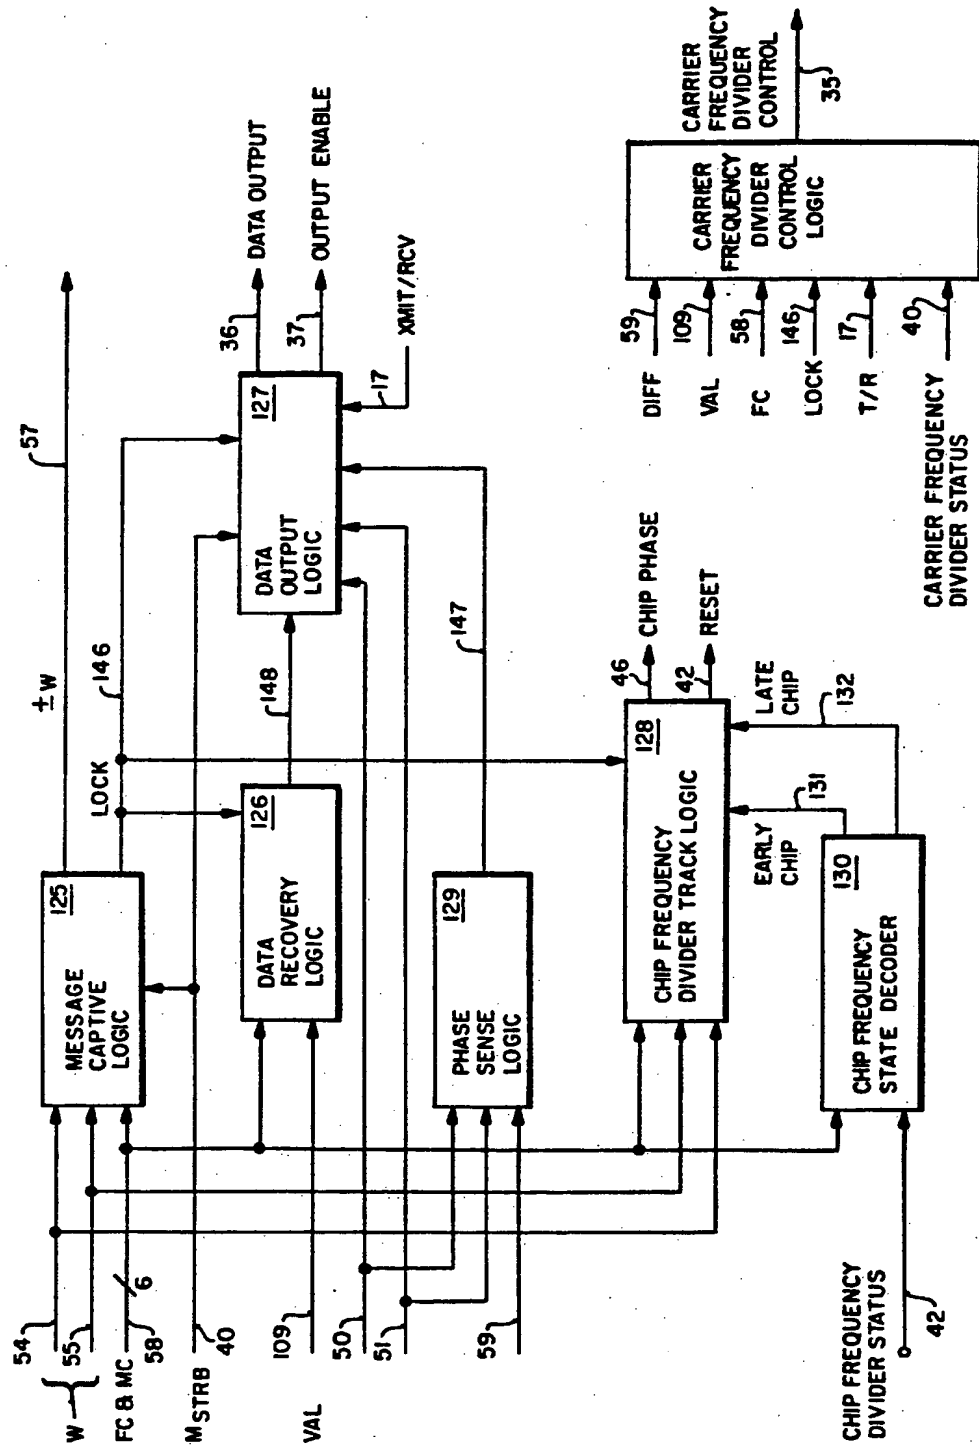 W
54
55
FC & MC
58
6
MSTRB
40
VAL
109
50
51
59
MESSAGE
CAPTIVE
LOGIC
125
±W
57
LOCK
146
DATA
RECOVERY
LOGIC
126
148
DATA
OUTPUT
LOGIC
127
36
DATA OUTPUT
37
OUTPUT ENABLE
17
XMIT/RCV
PHASE
SENSE
LOGIC
129
147
CHIP FREQUENCY
DIVIDER TRACK LOGIC
128
46
CHIP PHASE
42
RESET
EARLY
CHIP
131
LATE
CHIP
132
CHIP FREQUENCY
STATE DECODER
130
CHIP FREQUENCY
DIVIDER STATUS
42
DIFF
59
VAL
109
FC
58
LOCK
146
T/R
17
CARRIER FREQUENCY
DIVIDER STATUS
40
CARRIER
FREQUENCY
DIVIDER
CONTROL
LOGIC
CARRIER
FREQUENCY
DIVIDER
CONTROL
35